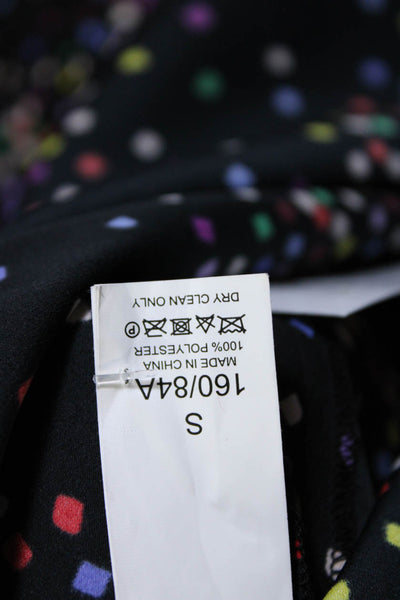 S
160/84A
MADE IN CHINA
100% POLYESTER
P
DRY CLEAN ONLY